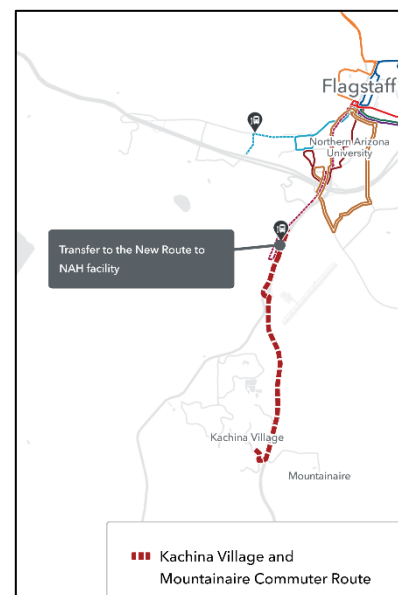 Flagstaff
Northern Arizona
University
Transfer to the New Route to
NAH facility
Kachina Village
Mountainaire
Kachina Village and
Mountainaire Commuter Route